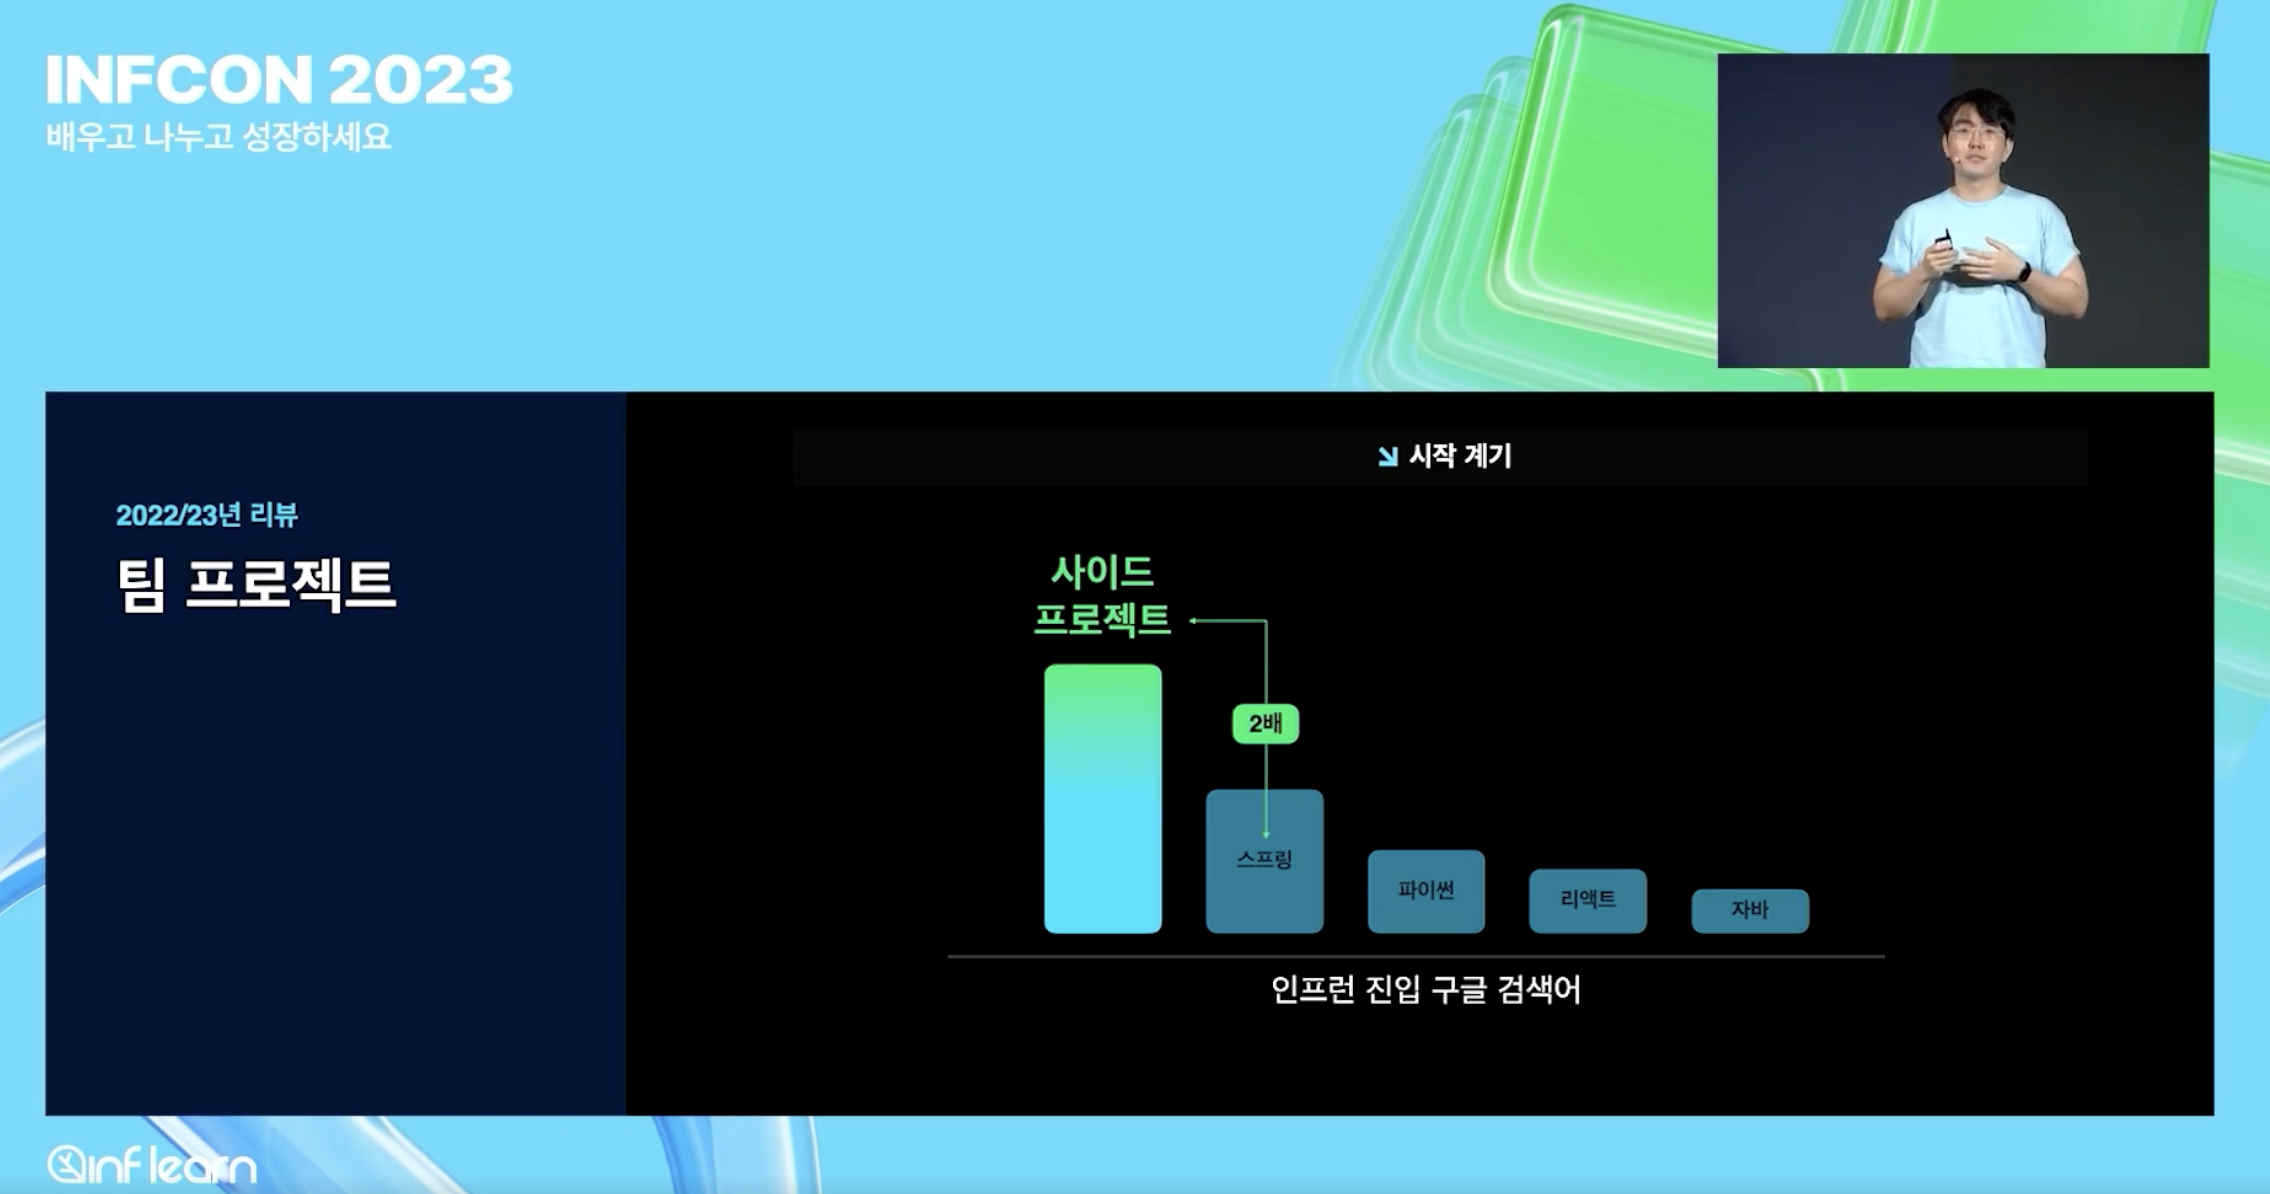 INFCON 2023
배우고 나누고 성장하세요
시작 계기
2022/23년 리뷰
팀 프로젝트
사이드
프로젝트
2배
스프링
파이썬
리액트
자바
인프런 진입 구글 검색어
inflearn